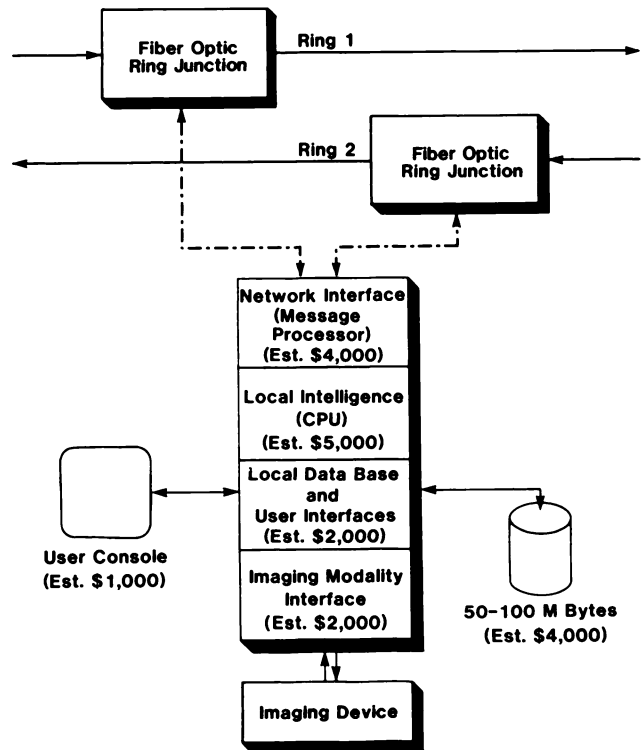 Fiber Optic
Ring Junction
Ring 1
Ring 2
Fiber Optic
Ring Junction
Network Interface
(Message
Processor)
(Est. $4,000)
Local Intelligence
(CPU)
(Est. $5,000)
Local Data Base
and
User Interfaces
(Est. $2,000)
Imaging Modality
Interface
(Est. $2,000)
User Console
(Est. $1,000)
50-100 M Bytes
(Est. $4,000)
Imaging Device